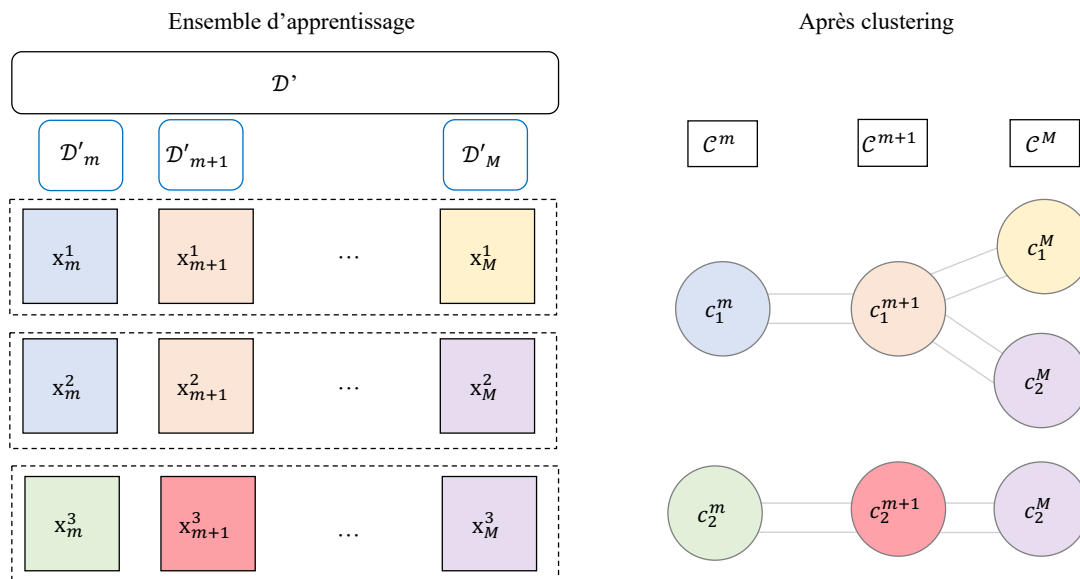 Ensemble d’apprentissage
Après clustering
𝒟’
𝒟′ₘ 𝒟′ₘ₊₁ 𝒟′_M
𝒞^m 𝒞^{m+1} 𝒞^M
x_m^1 x_{m+1}^1 … x_M^1
c_1^m c_1^{m+1} c_1^M
x_m^2 x_{m+1}^2 … x_M^2
c_2^M
x_m^3 x_{m+1}^3 … x_M^3
c_2^m c_2^{m+1} c_2^M